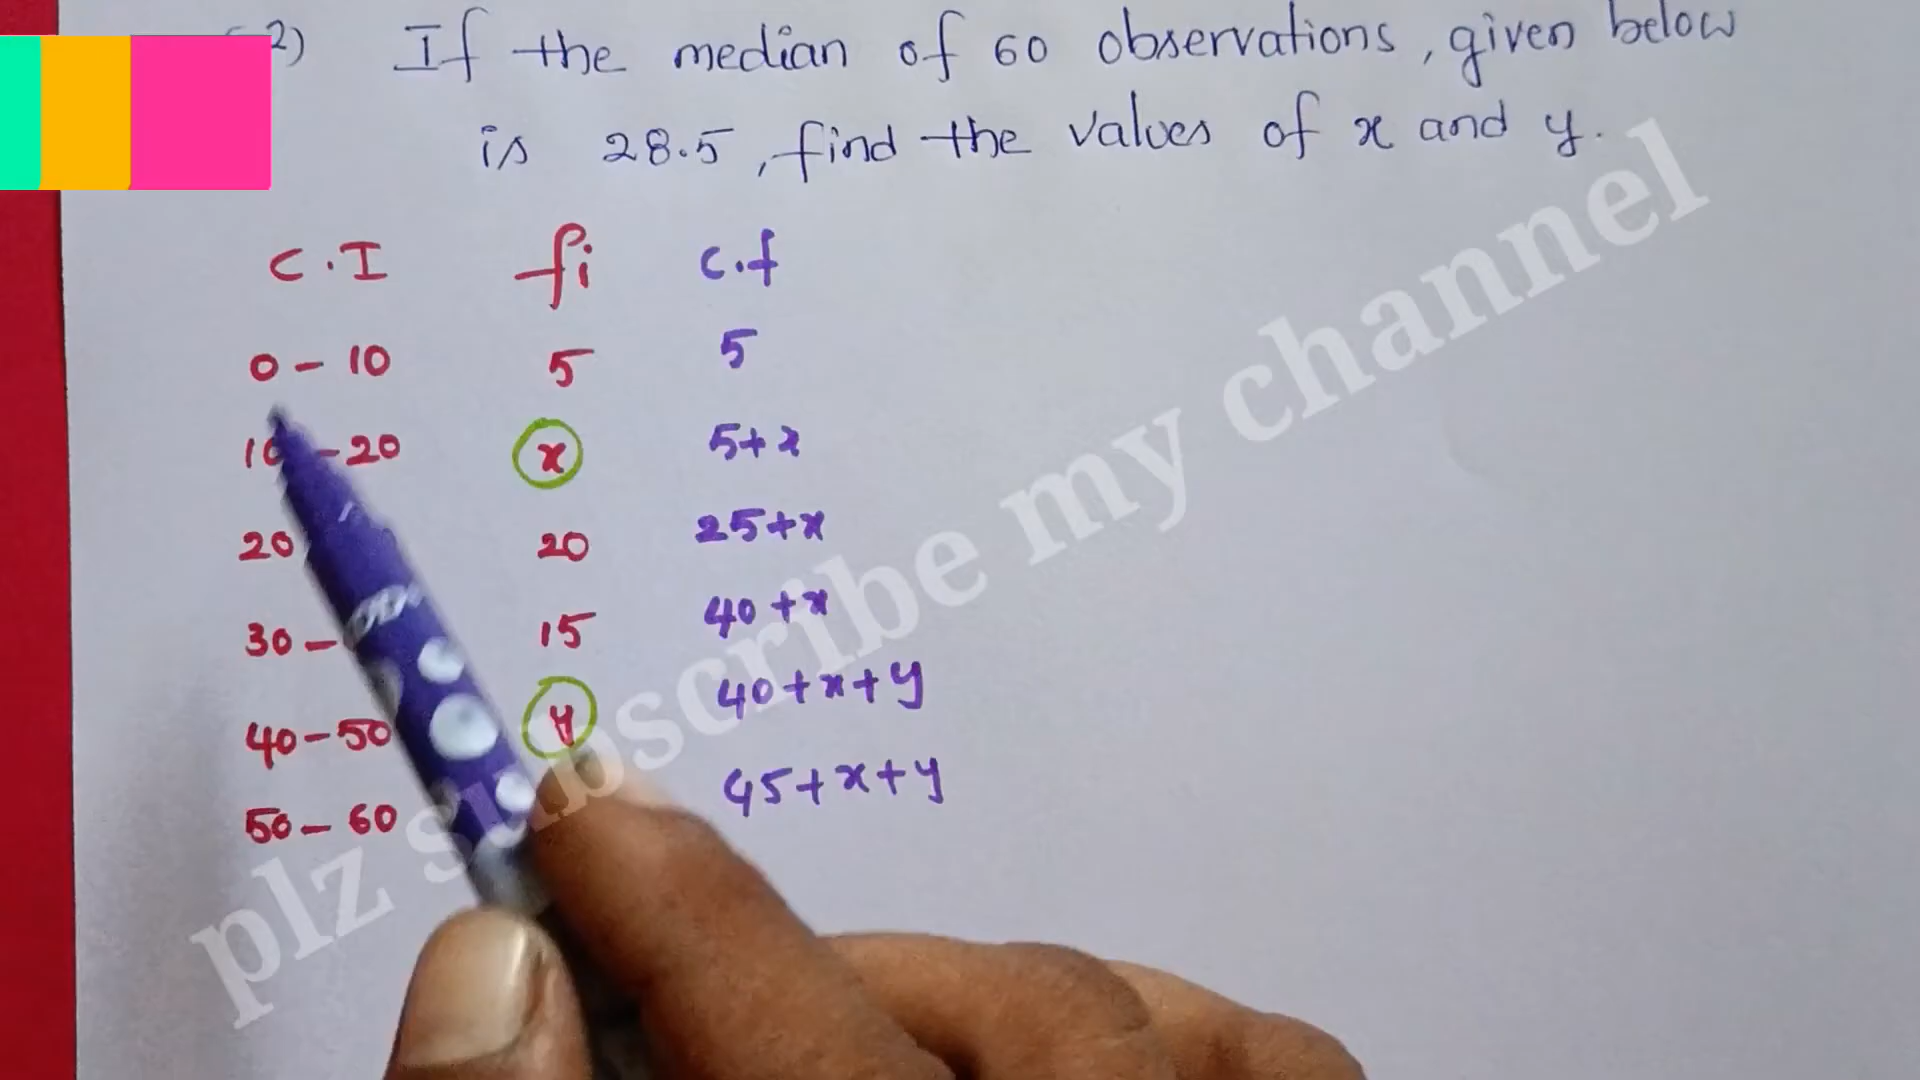 2) If the median of 60 observations, given below
is 28.5, find the values of x and y.
C.I fi c.f
0-10 5 5
10-20 x 5+x
20 20 25+x
30- 15 40+x
40-50 y 40+x+y
50-60 45+x+y
plz subscribe my channel